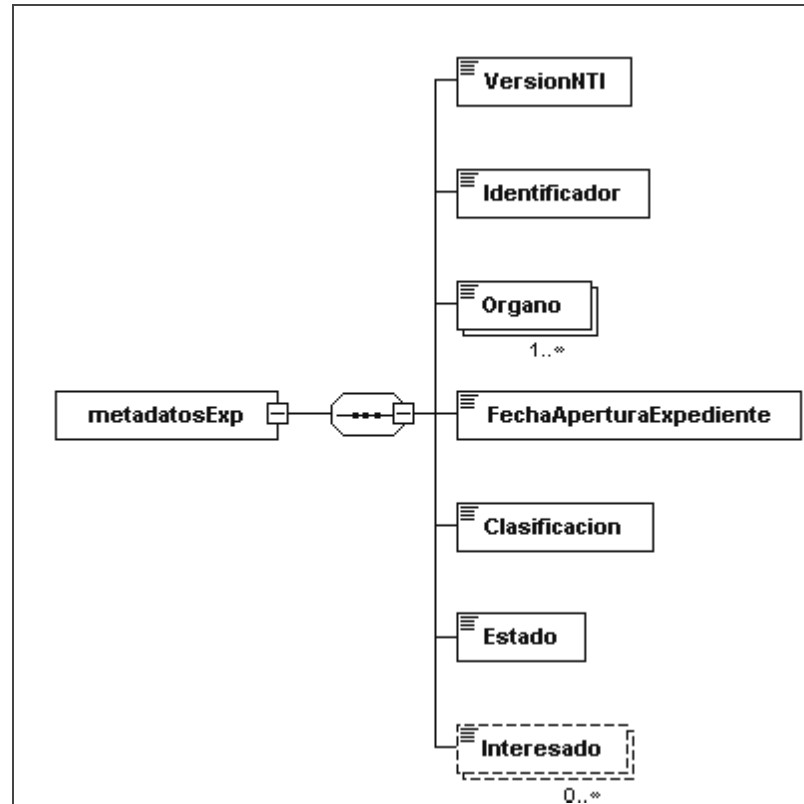 VersionNTI
Identificador
Organo
1..∞
metadatosExp
FechaAperturaExpediente
Clasificacion
Estado
Interesado
0..∞